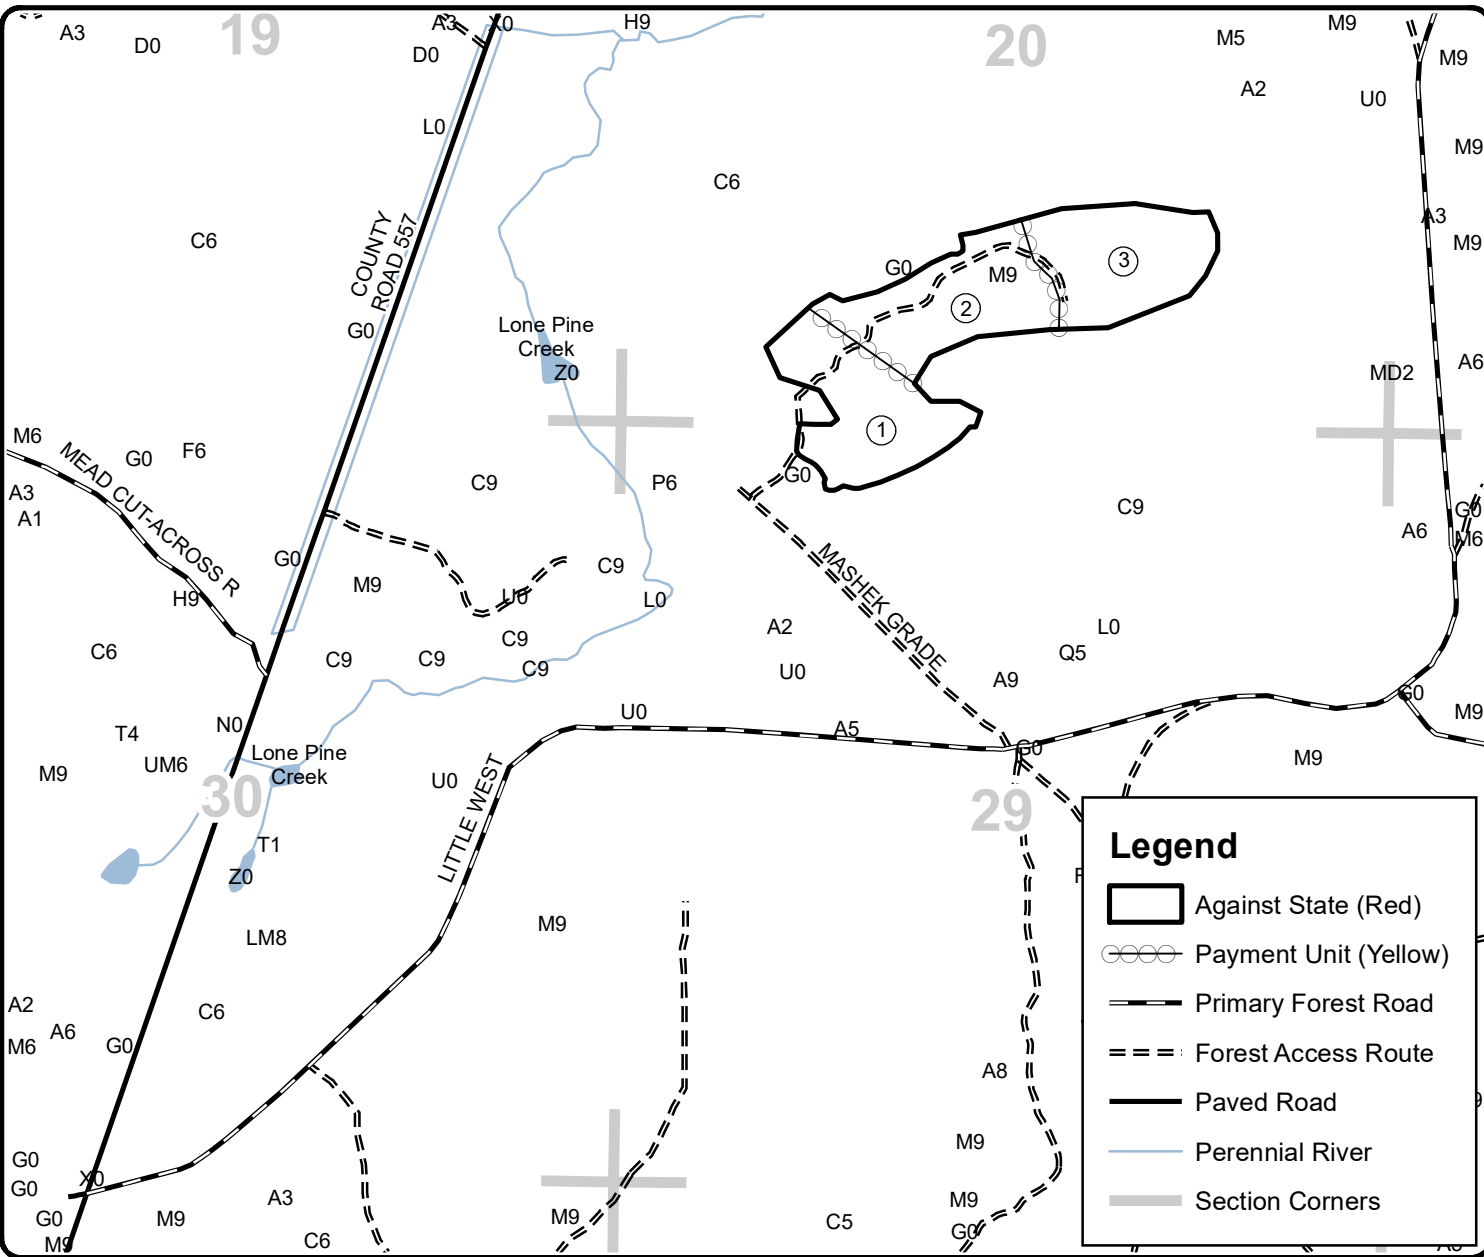 19
20
A3
D0
A3
X0
H9
D0
M5
M9
M9
A2
U0
L0
M9
C6
A3
M9
C6
COUNTY
ROAD 557
G0
M9
3
2
G0
Lone Pine
Creek
Z0
A6
MD2
M6
G0
F6
MEAD CUT-ACROSS R
1
A3
A1
C9
P6
G0
C9
G0
A6
M6
G0
M9
C9
MASHEK GRADE
H9
U0
L0
A2
L0
C6
C9
C9
C9
C9
U0
Q5
A9
G0
M9
T4
N0
U0
A5
G0
M9
UM6
Lone Pine
Creek
M9
30
U0
LITTLE WEST
29
T1
Z0
LM8
M9
A2
A6
M6
C6
G0
A8
G0
G0
X0
M9
A3
M9
G0
M9
M9
M9
C5
G0
C6
Legend
Against State (Red)
Payment Unit (Yellow)
Primary Forest Road
Forest Access Route
Paved Road
Perennial River
Section Corners